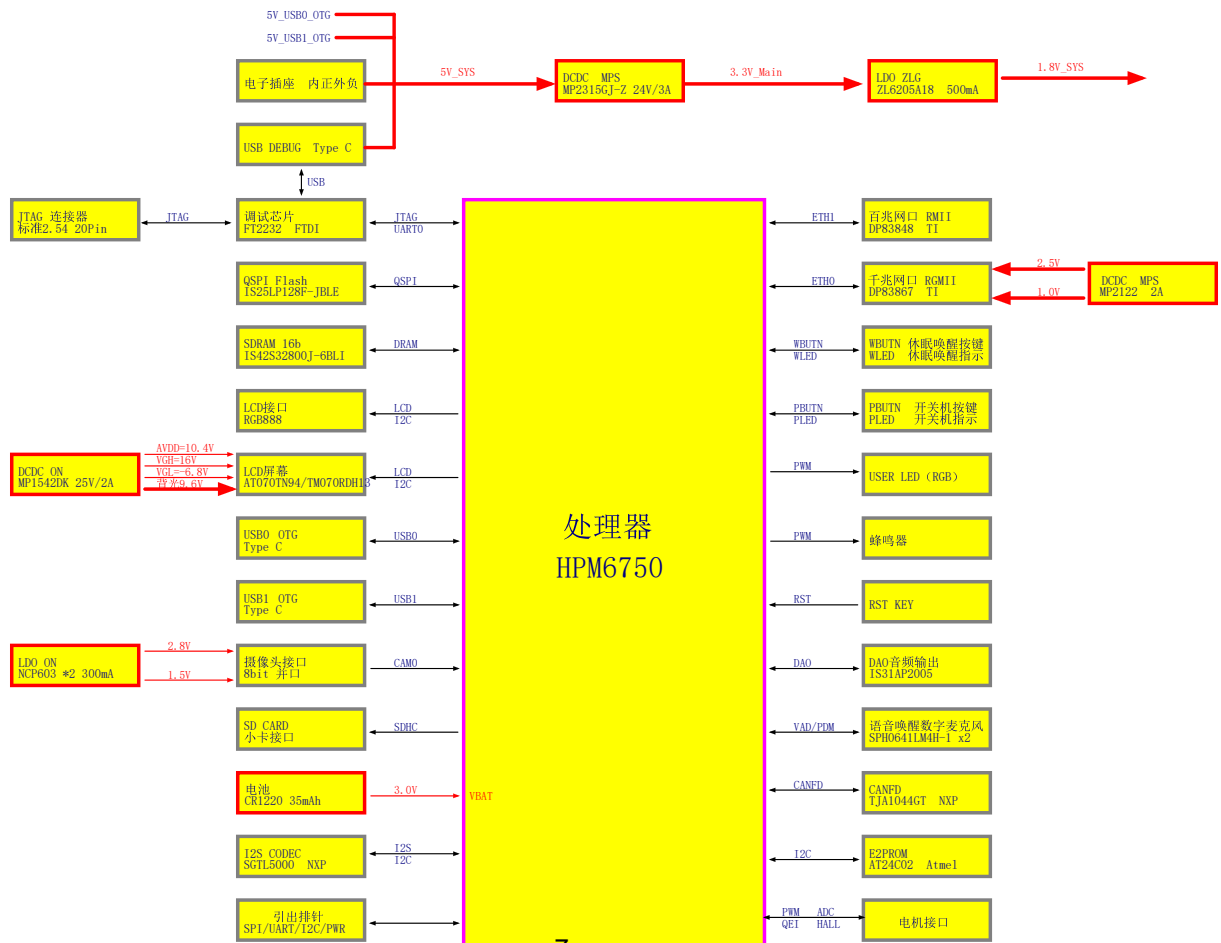 5V_USB0_OTG
5V_USB1_OTG
电子插座 内正外负
5V_SYS
DCDC MPS
MP2315GJ-Z 24V/3A
3.3V_Main
LDO ZLG
ZL6205A18 500mA
1.8V_SYS
USB DEBUG Type C
USB
JTAG 连接器
标准2.54 20Pin
JTAG
调试芯片
FT2232 FTDI
JTAG
UART0
ETH1
百兆网口 RMII
DP83848 TI
QSPI Flash
IS25LP128F-JBLE
QSPI
ETH0
千兆网口 RGMII
DP83867 TI
2.5V
1.0V
DCDC MPS
MP2122 2A
SDRAM 16b
IS42S32800J-6BLI
DRAM
WBUTN
WLED
WBUTN 休眠唤醒按键
WLED 休眠唤醒指示
LCD接口
RGB888
LCD
I2C
PBUTN
PLED
PBUTN 开关机按键
PLED 开关机指示
DCDC ON
MP1542DK 25V/2A
AVDD=10.4V
VGH=16V
VGL=-6.8V
背光9.6V
LCD屏幕
AT070TN94/TM070RDH13
LCD
I2C
PWM
USER LED（RGB）
USB0 OTG
Type C
USB0
处理器
HPM6750
PWM
蜂鸣器
USB1 OTG
Type C
USB1
RST
RST KEY
LDO ON
NCP603 *2 300mA
2.8V
1.5V
摄像头接口
8bit 并口
CAM0
DAO
DAO音频输出
IS31AP2005
SD CARD
小卡接口
SDHC
VAD/PDM
语音唤醒数字麦克风
SPH0641LM4H-1 x2
电池
CR1220 35mAh
3.0V
VBAT
CANFD
CANFD
TJA1044GT NXP
I2S CODEC
SGTL5000 NXP
I2S
I2C
I2C
E2PROM
AT24C02 Atmel
引出排针
SPI/UART/I2C/PWR
PWM ADC
QEI HALL
电机接口